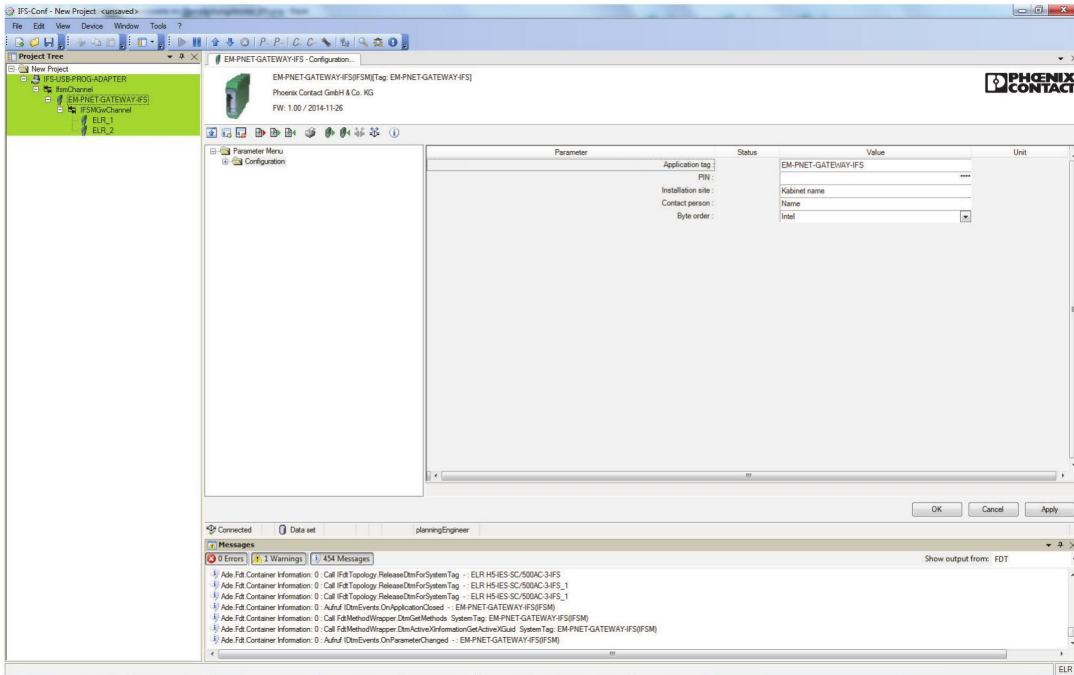 IFS-Conf - New Project <unsaved>
File Edit View Device Window Tools ?
Project Tree
New Project
IFS-USB-PROG-ADAPTER
IfsmChannel
EM-PNET-GATEWAY-IFS
IFSMGwChannel
ELR_1
ELR_2
EM-PNET-GATEWAY-IFS - Configuration...
EM-PNET-GATEWAY-IFS(IFSM)[Tag: EM-PNET-GATEWAY-IFS]
Phoenix Contact GmbH & Co. KG
FW: 1.00 / 2014-11-26
PHŒNIX
CONTACT
Parameter Menu
Configuration
Parameter Status Value Unit
Application tag : EM-PNET-GATEWAY-IFS
PIN : ****
Installation site : Kabinet name
Contact person : Name
Byte order : Intel
OK Cancel Apply
Connected Data set planningEngineer
Messages
0 Errors 1 Warnings 454 Messages Show output from: FDT
Ade.Fdt.Container Information: 0 : Call IFdtTopology.ReleaseDtmForSystemTag - : ELR H5-IES-SC/500AC-3-IFS
Ade.Fdt.Container Information: 0 : Call IFdtTopology.ReleaseDtmForSystemTag - : ELR H5-IES-SC/500AC-3-IFS_1
Ade.Fdt.Container Information: 0 : Call IFdtTopology.ReleaseDtmForSystemTag - : ELR H5-IES-SC/500AC-3-IFS_1
Ade.Fdt.Container Information: 0 : Aufruf IDtmEvents.OnApplicationClosed - : EM-PNET-GATEWAY-IFS(IFSM)
Ade.Fdt.Container Information: 0 : Call FdtMethodWrapper.DtmGetMethods SystemTag: EM-PNET-GATEWAY-IFS(IFSM)
Ade.Fdt.Container Information: 0 : Call FdtMethodWrapper.DtmActiveXInformationGetActiveXGuid SystemTag: EM-PNET-GATEWAY-IFS(IFSM)
Ade.Fdt.Container Information: 0 : Aufruf IDtmEvents.OnParameterChanged - : EM-PNET-GATEWAY-IFS(IFSM)
ELR